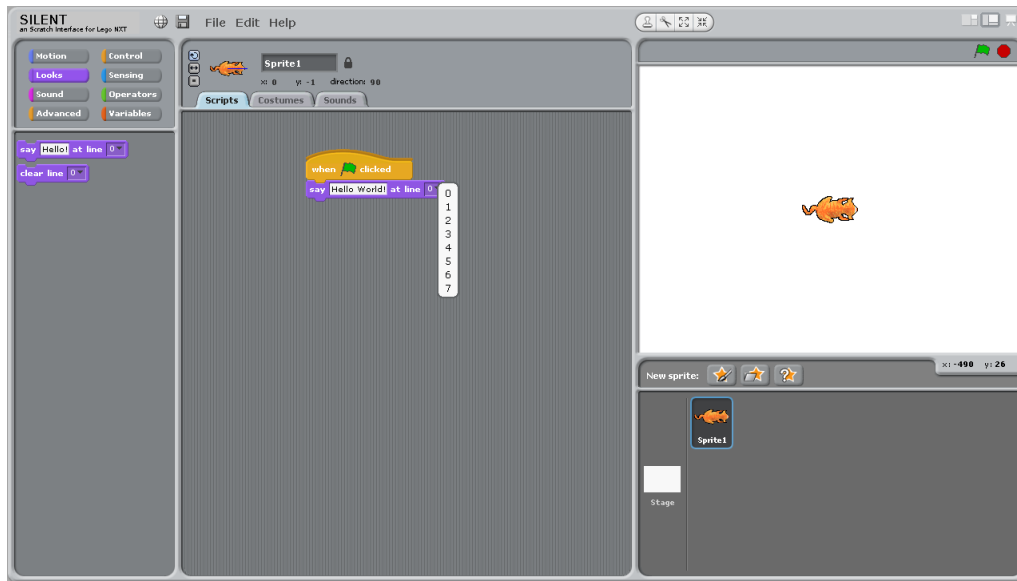 SILENT
an Scratch Interface for Lego NXT
File Edit Help
Motion Control
Looks Sensing
Sound Operators
Advanced Variables
say Hello! at line 0
clear line 0
Sprite1
x: 0 y: -1 direction: 90
Scripts Costumes Sounds
when clicked
say Hello World! at line 0
0
1
2
3
4
5
6
7
x: -490 y: 26
New sprite:
Sprite1
Stage